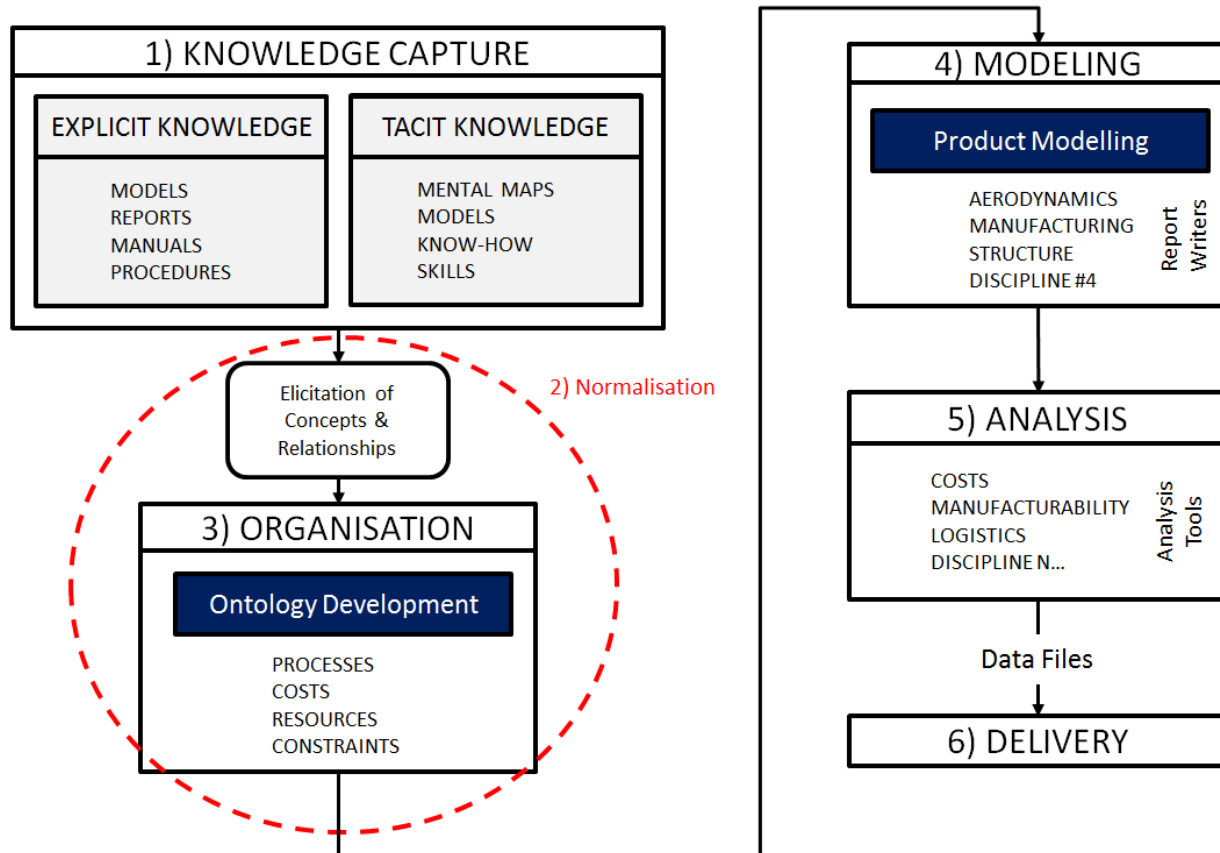 1) KNOWLEDGE CAPTURE
EXPLICIT KNOWLEDGE
MODELS
REPORTS
MANUALS
PROCEDURES
TACIT KNOWLEDGE
MENTAL MAPS
MODELS
KNOW-HOW
SKILLS
2) Normalisation
Elicitation of
Concepts &
Relationships
3) ORGANISATION
Ontology Development
PROCESSES
COSTS
RESOURCES
CONSTRAINTS
4) MODELING
Product Modelling
AERODYNAMICS
MANUFACTURING
STRUCTURE
DISCIPLINE #4
Report
Writers
5) ANALYSIS
COSTS
MANUFACTURABILITY
LOGISTICS
DISCIPLINE N...
Analysis
Tools
Data Files
6) DELIVERY